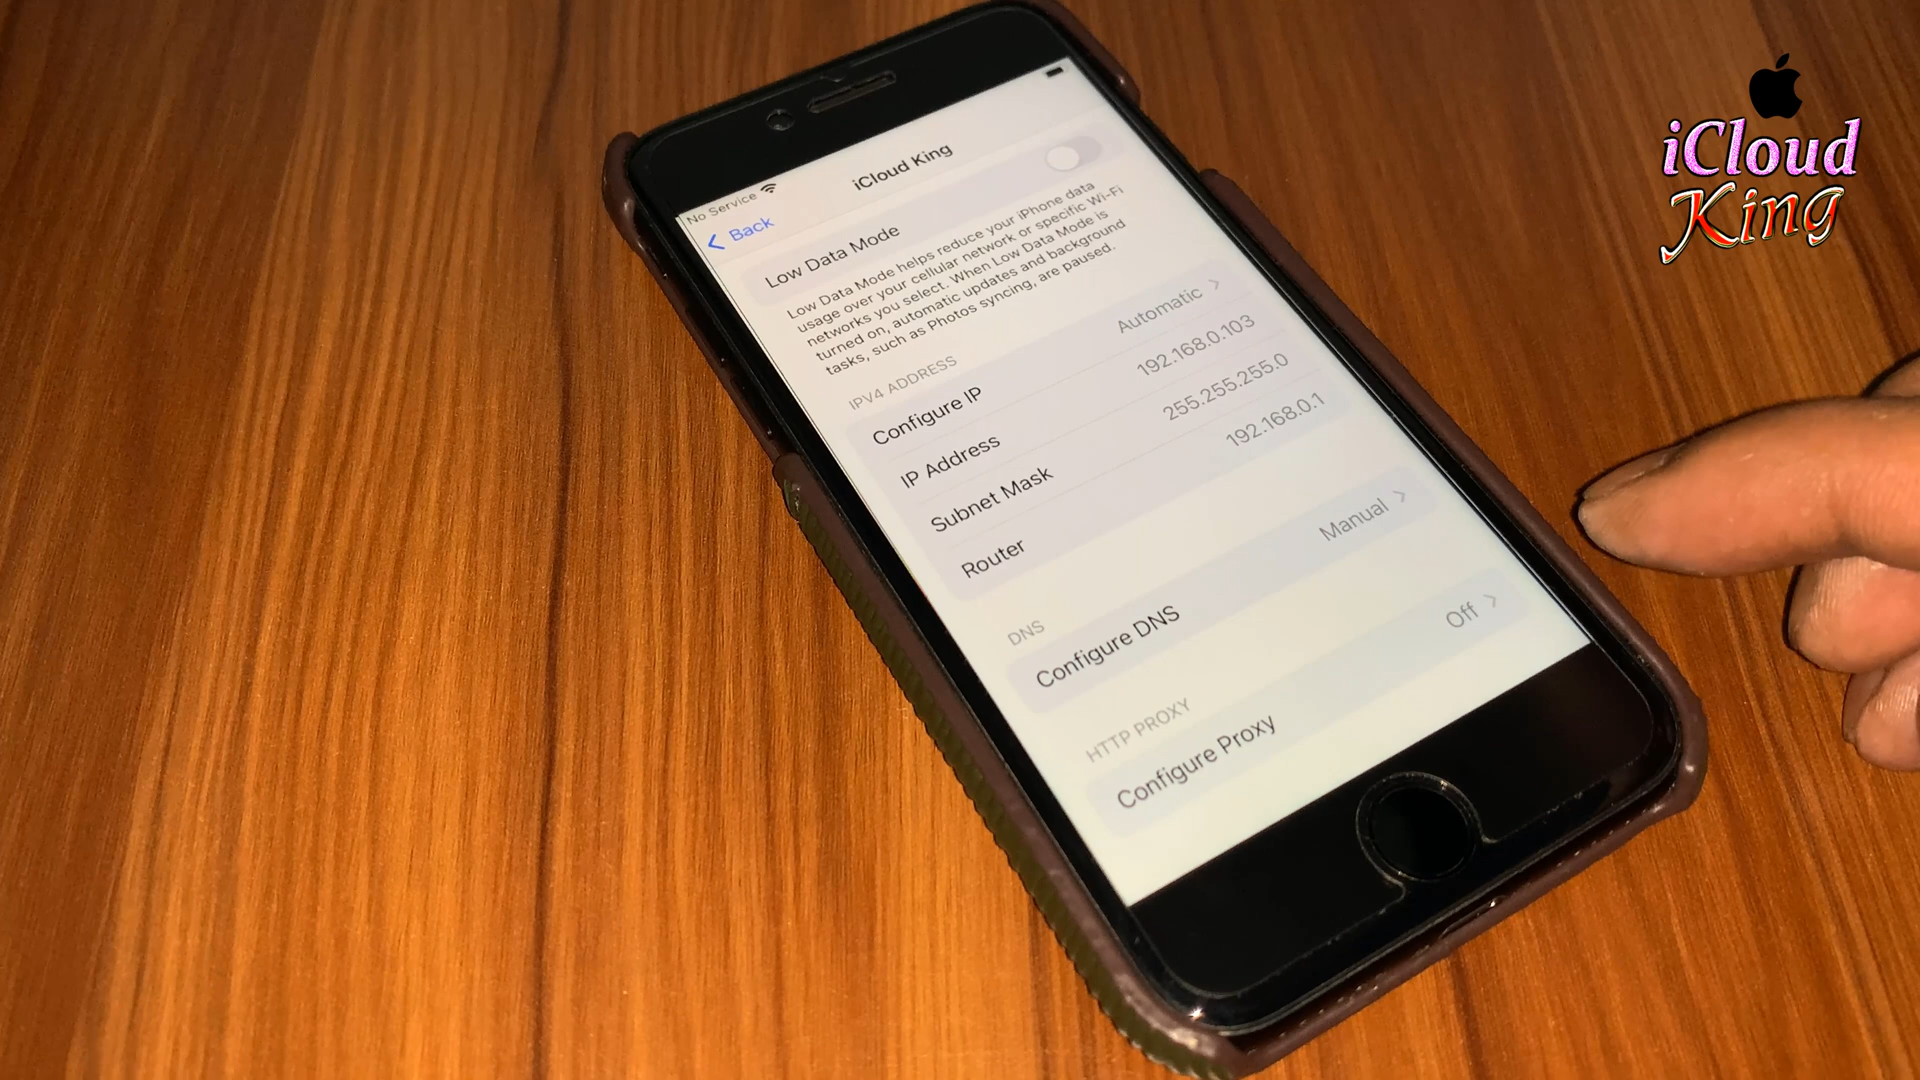 iCloud
King
No Service
Back
iCloud King
Low Data Mode
Low Data Mode helps reduce your iPhone data
usage over your cellular network or specific Wi-Fi
networks you select. When Low Data Mode is
turned on, automatic updates and background
tasks, such as Photos syncing, are paused.
IPV4 ADDRESS
Configure IP Automatic
IP Address 192.168.0.103
Subnet Mask 255.255.255.0
Router 192.168.0.1
DNS
Configure DNS Manual
HTTP PROXY
Configure Proxy Off